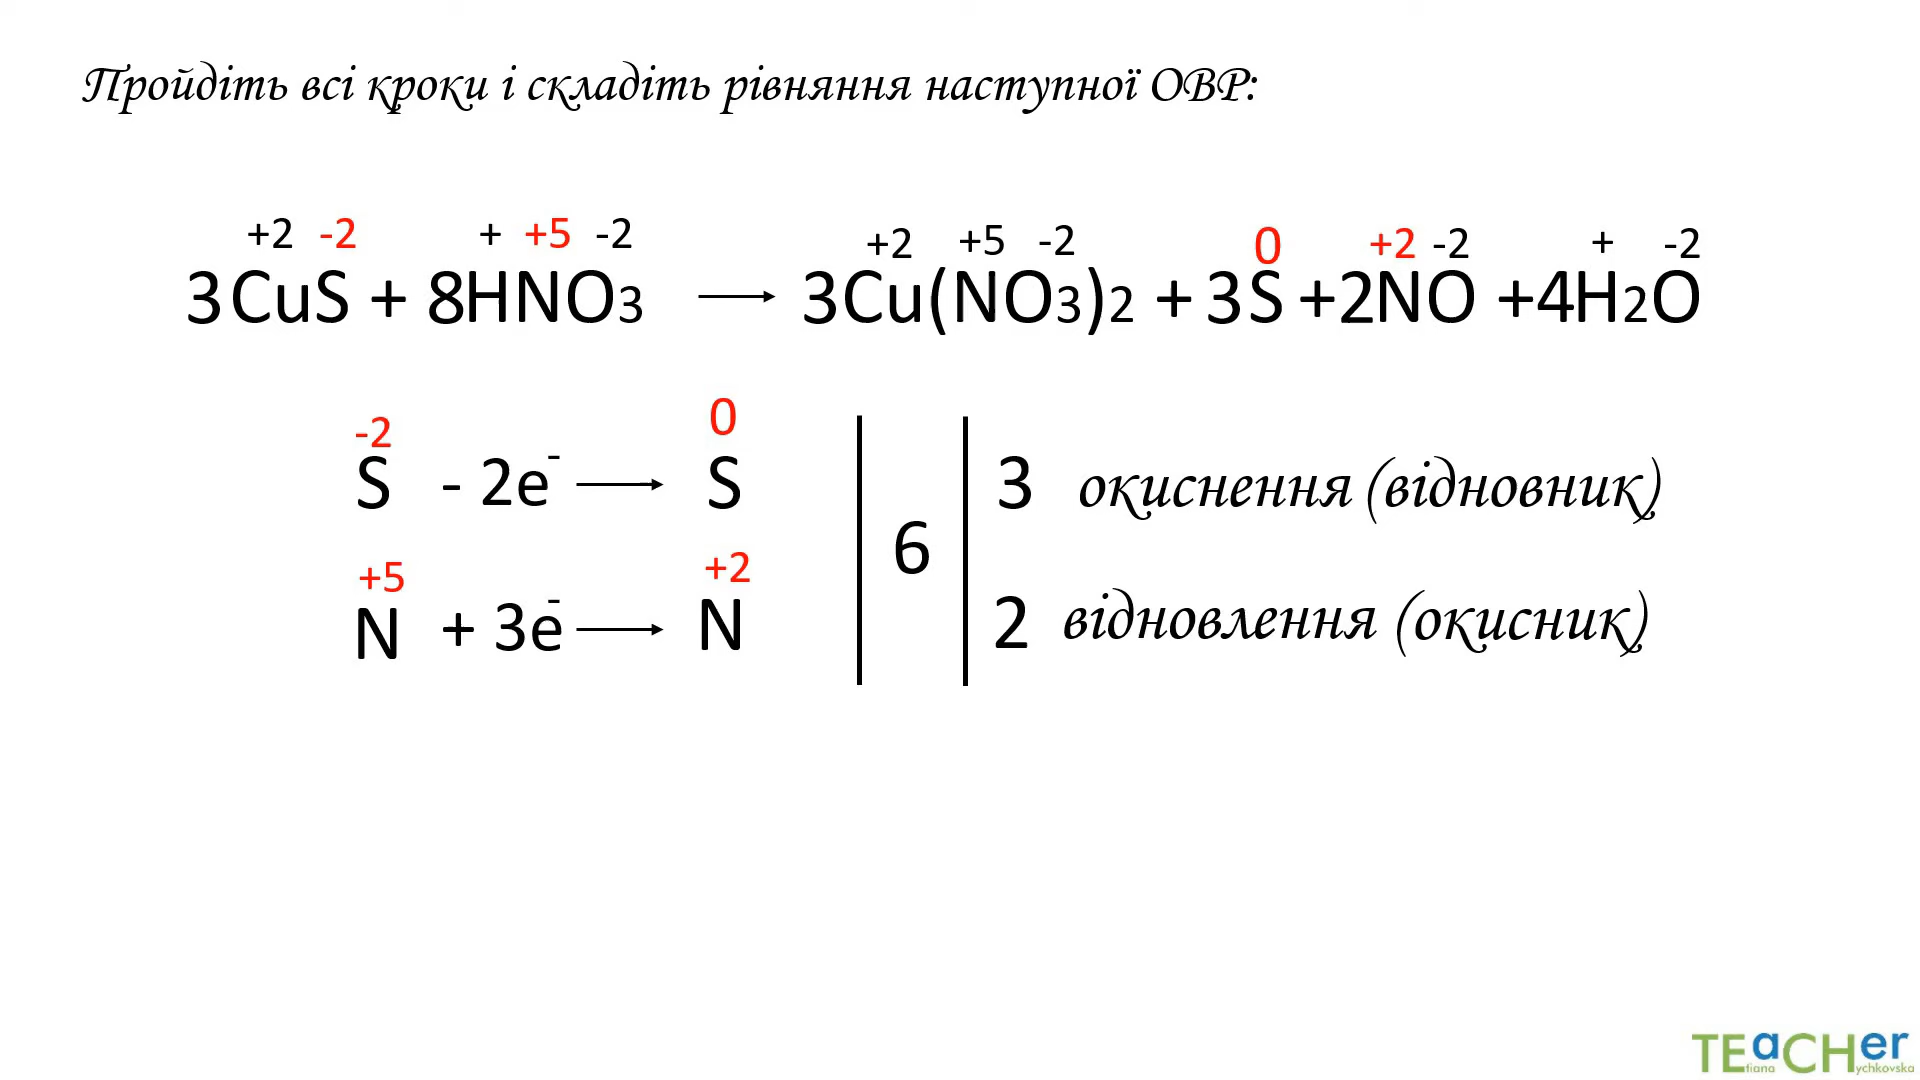 Пройдіть всі кроки і складіть рівняння наступної ОВР:
+2 -2 + +5 -2 +2 +5 -2 0 +2 -2 + -2
3CuS + 8HNO3 → 3Cu(NO3)2 + 3S +2NO +4H2O
-2 0
S - 2e- → S 3 окиснення (відновник)
6
+5 +2
N + 3e- → N 2 відновлення (окисник)
TEaCHer
tiana ychkovska